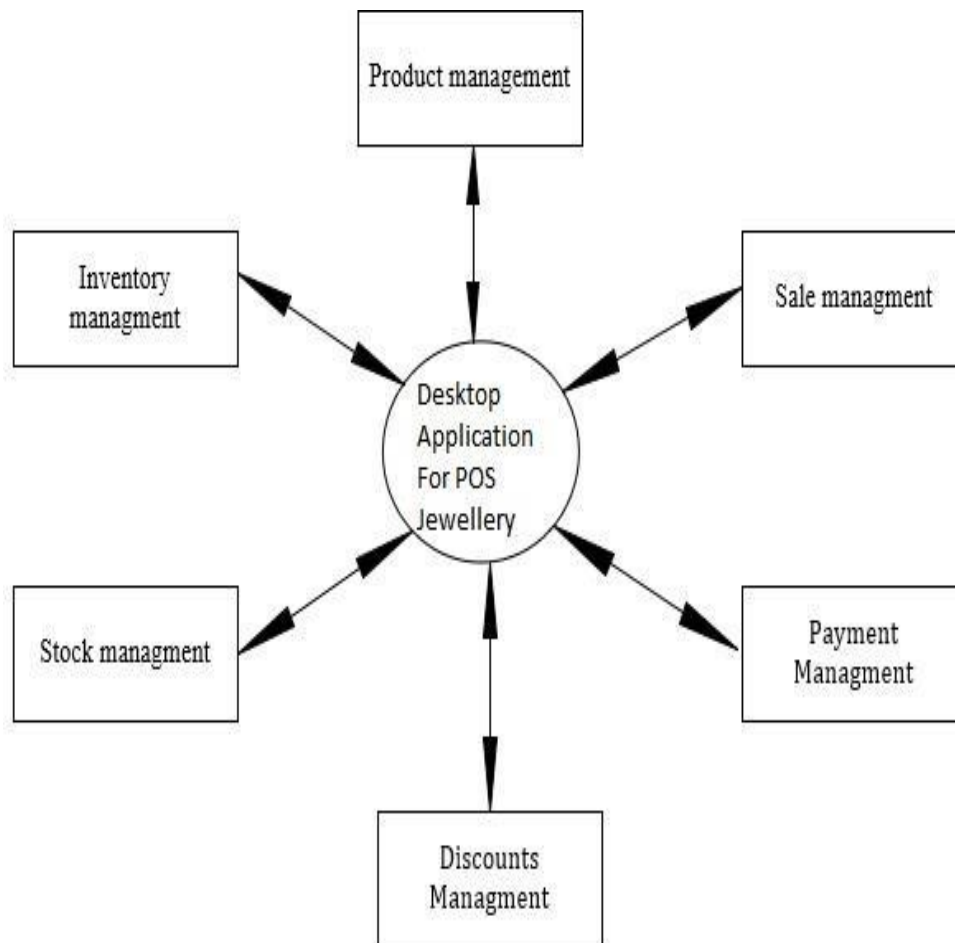 Product management
Inventory
managment
Sale managment
Desktop
Application
For POS
Jewellery
Stock managment
Payment
Managment
Discounts
Managment